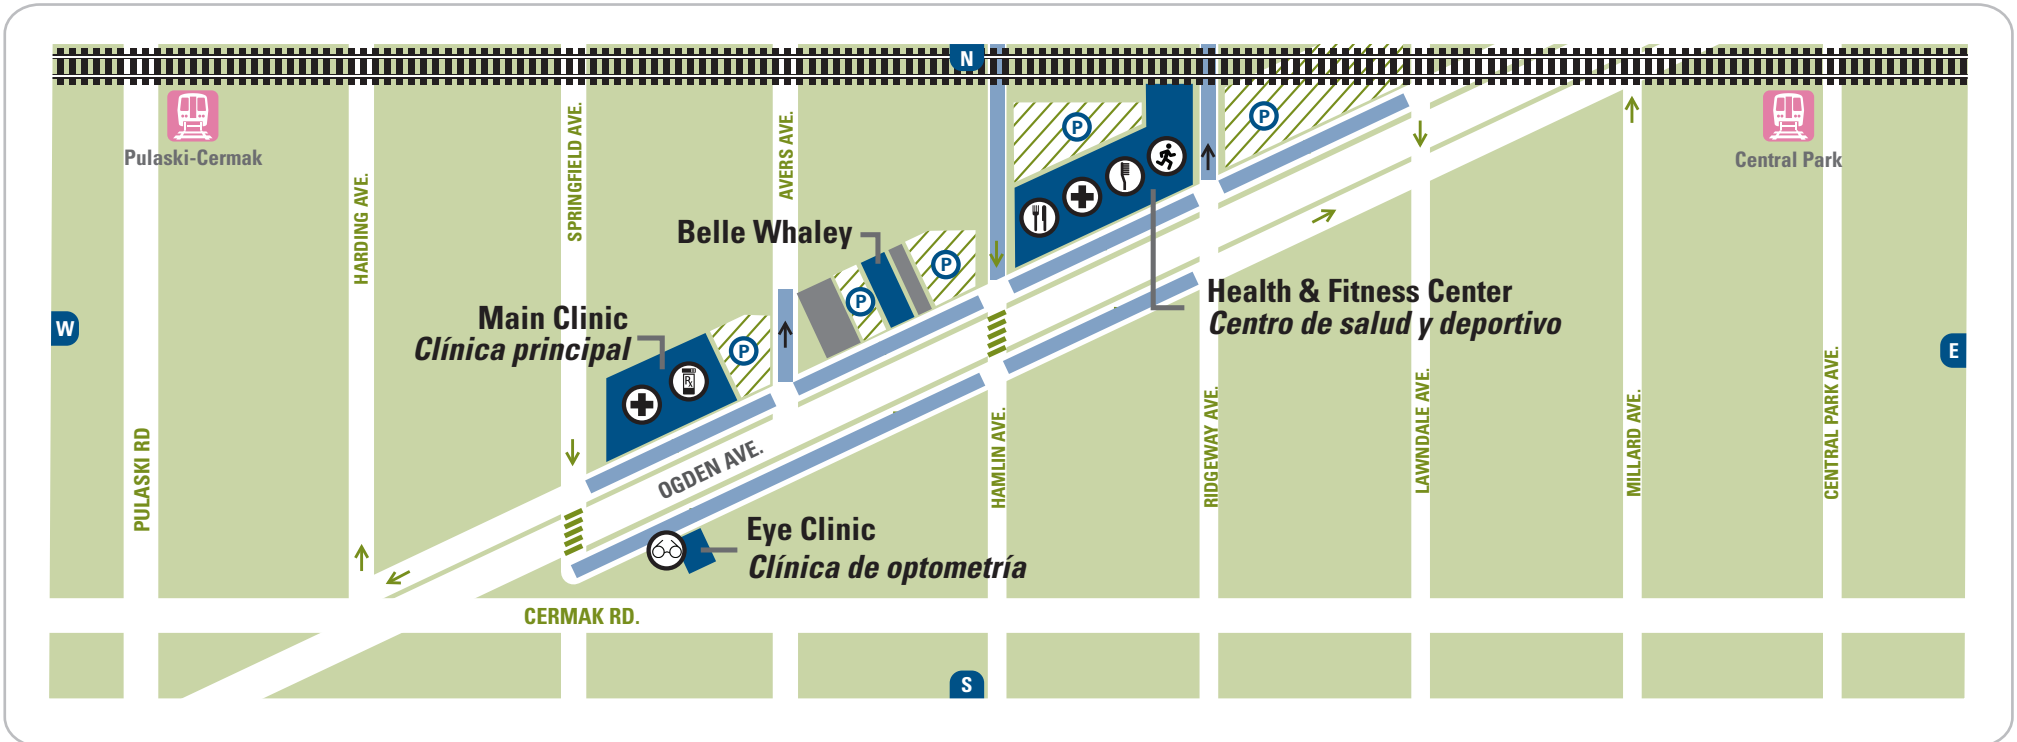 N
Pulaski-Cermak
Central Park
HARDING AVE.
SPRINGFIELD AVE.
AVERS AVE.
P
P
Belle Whaley
P
P
Health & Fitness Center
Centro de salud y deportivo
Main Clinic
Clínica principal
P
Rx
W
E
PULASKI RD
OGDEN AVE.
HAMLIN AVE.
RIDGEWAY AVE.
LAWNDALE AVE.
MILLARD AVE.
CENTRAL PARK AVE.
Eye Clinic
Clínica de optometría
CERMAK RD.
S